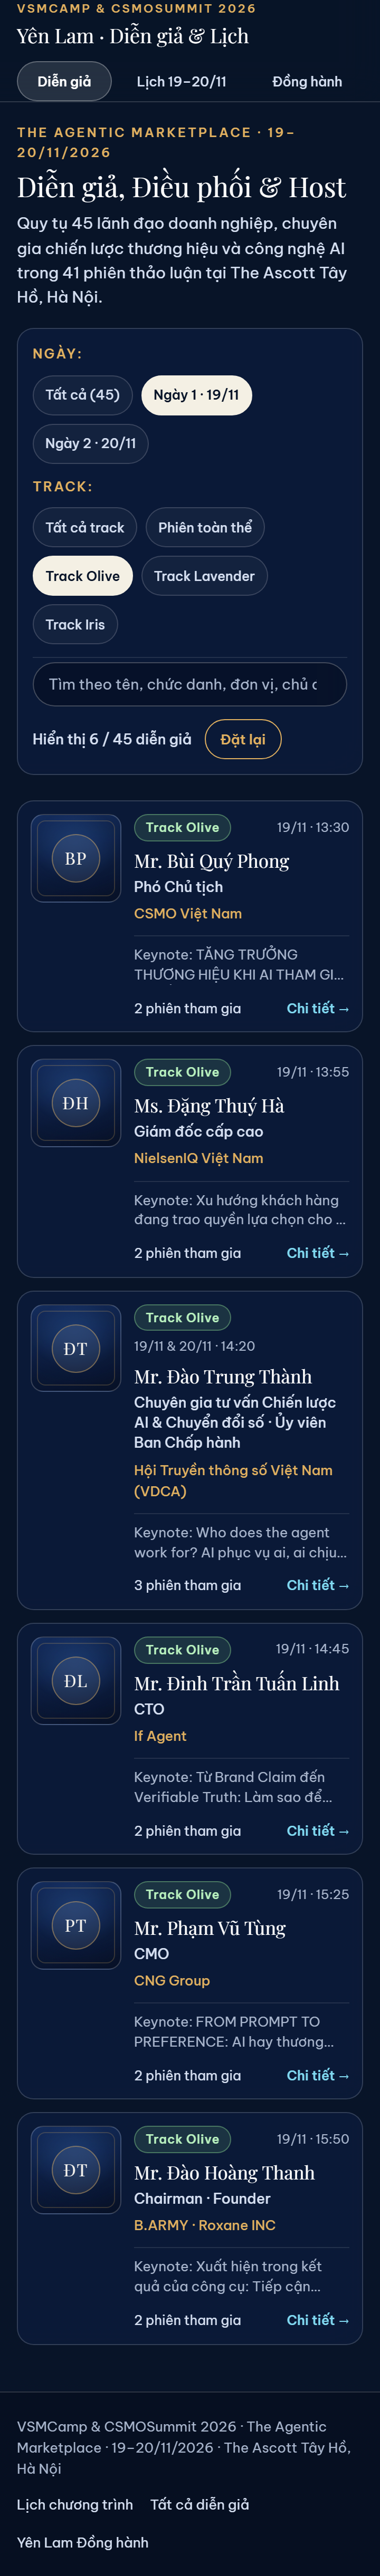 VSMCAMP & CSMOSUMMIT 2026
Yên Lam · Diễn giả & Lịch
Diễn giả
Lịch 19–20/11
Đồng hành
THE AGENTIC MARKETPLACE · 19–
20/11/2026
Diễn giả, Điều phối & Host
Quy tụ 45 lãnh đạo doanh nghiệp, chuyên
gia chiến lược thương hiệu và công nghệ AI
trong 41 phiên thảo luận tại The Ascott Tây
Hồ, Hà Nội.
NGÀY:
Tất cả (45)
Ngày 1 · 19/11
Ngày 2 · 20/11
TRACK:
Tất cả track
Phiên toàn thể
Track Olive
Track Lavender
Track Iris
Tìm theo tên, chức danh, đơn vị, chủ
Hiển thị 6 / 45 diễn giả
Đặt lại
BP
Track Olive
19/11 · 13:30
Mr. Bùi Quý Phong
Phó Chủ tịch
CSMO Việt Nam
Keynote: TĂNG TRƯỞNG
THƯƠNG HIỆU KHI AI THAM GI...
2 phiên tham gia
Chi tiết →
ĐH
Track Olive
19/11 · 13:55
Ms. Đặng Thuý Hà
Giám đốc cấp cao
NielsenIQ Việt Nam
Keynote: Xu hướng khách hàng
đang trao quyền lựa chọn cho ...
2 phiên tham gia
Chi tiết →
ĐT
Track Olive
19/11 & 20/11 · 14:20
Mr. Đào Trung Thành
Chuyên gia tư vấn Chiến lược
AI & Chuyển đổi số · Ủy viên
Ban Chấp hành
Hội Truyền thông số Việt Nam
(VDCA)
Keynote: Who does the agent
work for? AI phục vụ ai, ai chịu...
3 phiên tham gia
Chi tiết →
ĐL
Track Olive
19/11 · 14:45
Mr. Đinh Trần Tuấn Linh
CTO
If Agent
Keynote: Từ Brand Claim đến
Verifiable Truth: Làm sao để...
2 phiên tham gia
Chi tiết →
PT
Track Olive
19/11 · 15:25
Mr. Phạm Vũ Tùng
CMO
CNG Group
Keynote: FROM PROMPT TO
PREFERENCE: AI hay thương...
2 phiên tham gia
Chi tiết →
ĐT
Track Olive
19/11 · 15:50
Mr. Đào Hoàng Thanh
Chairman · Founder
B.ARMY · Roxane INC
Keynote: Xuất hiện trong kết
quả của công cụ: Tiếp cận...
2 phiên tham gia
Chi tiết →
VSMCamp & CSMOSummit 2026 · The Agentic
Marketplace · 19–20/11/2026 · The Ascott Tây Hồ,
Hà Nội
Lịch chương trình
Tất cả diễn giả
Yên Lam Đồng hành